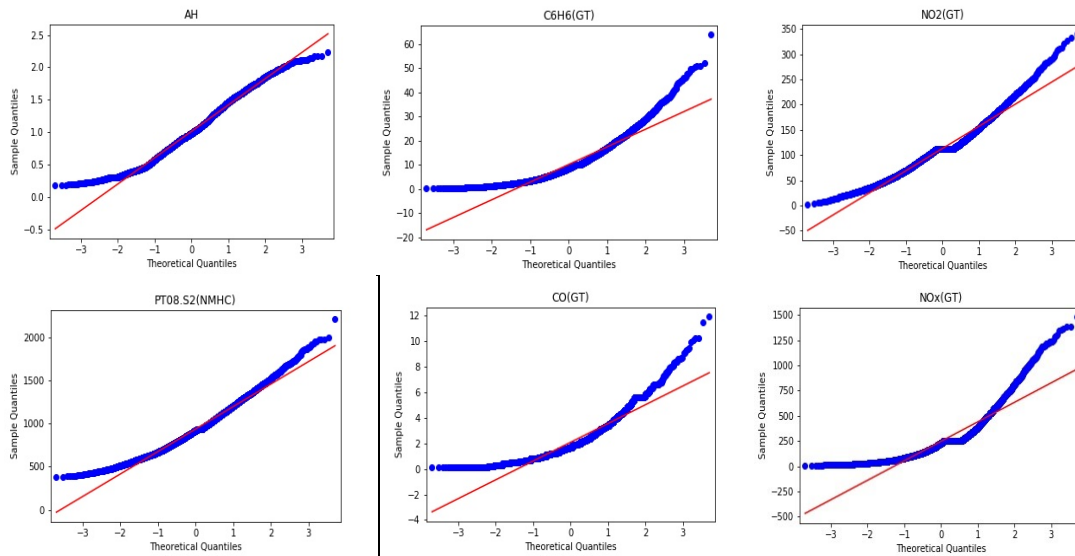 AH
2.5
2.0
1.5
1.0
0.5
0.0
−0.5
Sample Quantiles
−3 −2 −1 0 1 2 3
Theoretical Quantiles
C6H6(GT)
60
50
40
30
20
10
0
−10
−20
Sample Quantiles
−3 −2 −1 0 1 2 3
Theoretical Quantiles
NO2(GT)
350
300
250
200
150
100
50
0
−50
Sample Quantiles
−3 −2 −1 0 1 2 3
Theoretical Quantiles
PT08.S2(NMHC)
2000
1500
1000
500
0
Sample Quantiles
−3 −2 −1 0 1 2 3
Theoretical Quantiles
CO(GT)
12
10
8
6
4
2
0
−2
−4
Sample Quantiles
−3 −2 −1 0 1 2 3
Theoretical Quantiles
NOx(GT)
1500
1250
1000
750
500
250
0
−250
−500
Sample Quantiles
−3 −2 −1 0 1 2 3
Theoretical Quantiles